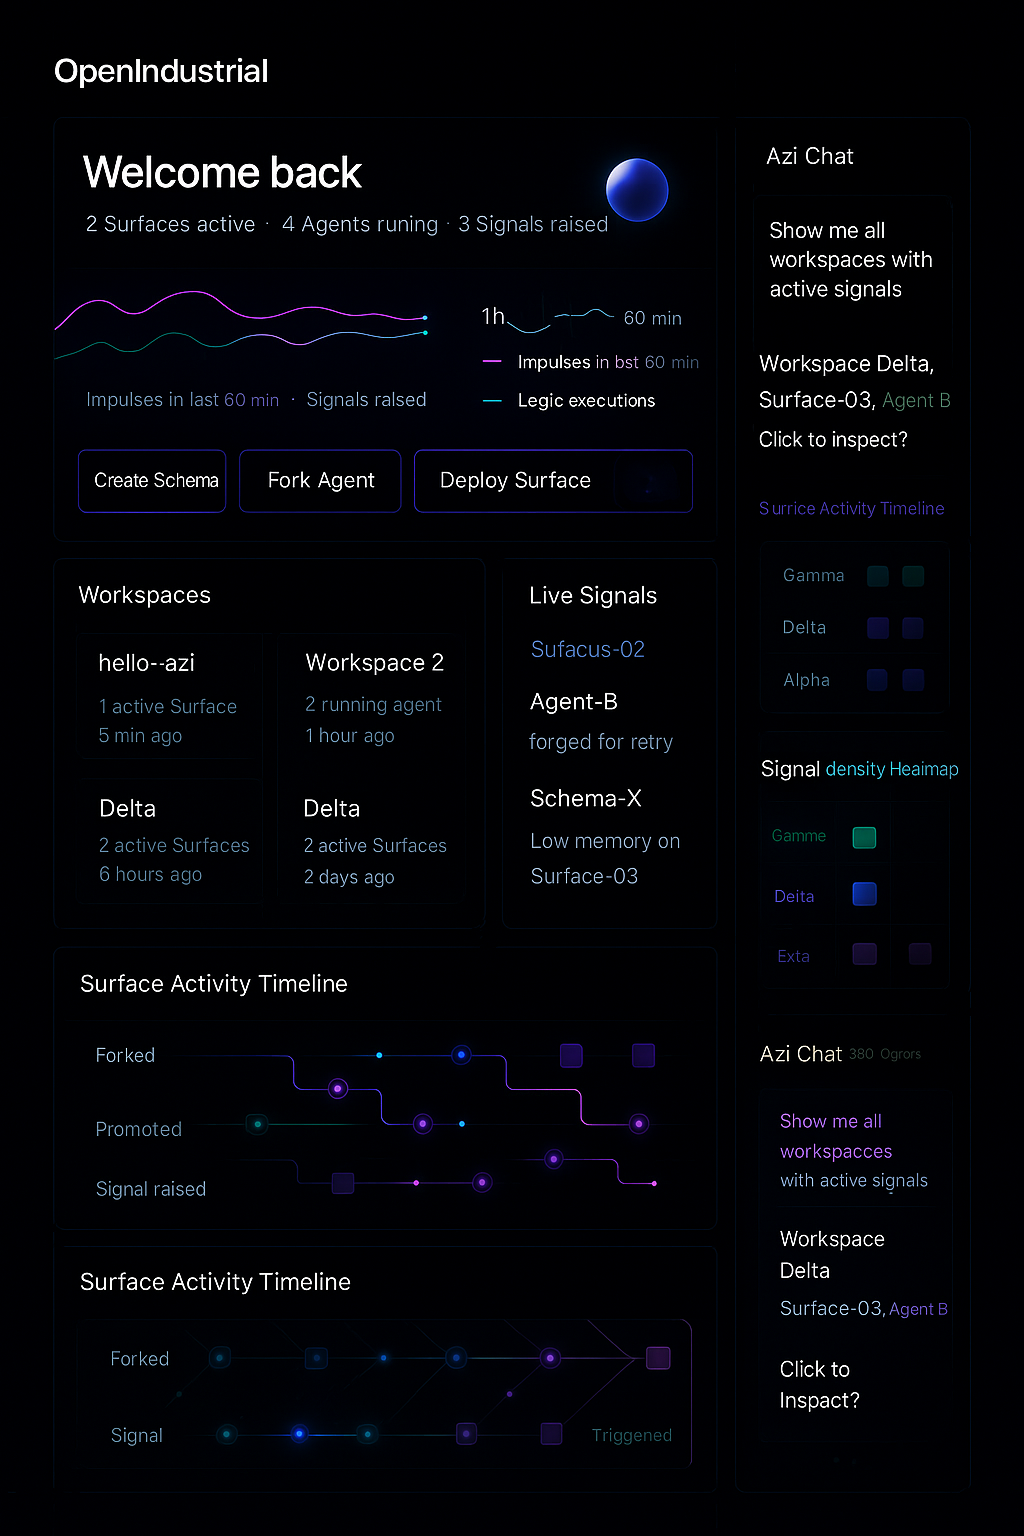 OpenIndustrial
Welcome back
2 Surfaces active · 4 Agents runing · 3 Signals raised
1h 60 min
Impulses in bst 60 min
Legic executions
Impulses in last 60 min · Signals ralsed
Create Schema
Fork Agent
Deploy Surface
Workspaces
hello--azi
1 active Surface
5 min ago
Workspace 2
2 running agent
1 hour ago
Delta
2 active Surfaces
6 hours ago
Delta
2 active Surfaces
2 days ago
Live Signals
Sufacus-02
Agent-B
forged for retry
Schema-X
Low memory on
Surface-03
Surface Activity Timeline
Forked
Promoted
Signal raised
Surface Activity Timeline
Forked
Signal
Triggened
Azi Chat
Show me all
workspaces with
active signals
Workspace Delta,
Surface-03, Agent B
Click to inspect?
Surrice Activity Timeline
Gamma
Delta
Alpha
Signal density Heaimap
Gamme
Deita
Exta
Azi Chat 380 Ogrors
Show me all
workspacces
with active signals
Workspace
Delta
Surface-03, Agent B
Click to
Inspact?